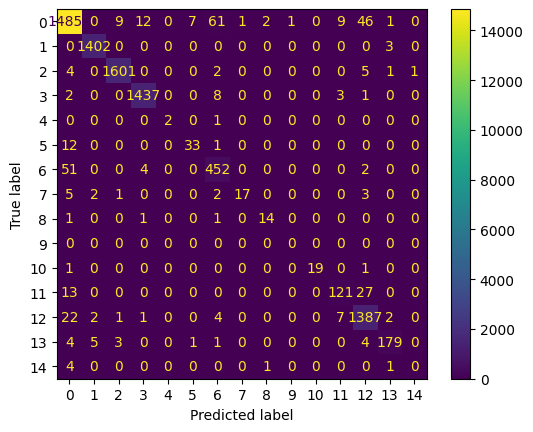 0 1485 0 9 12 0 7 61 1 2 1 0 9 46 1 0
1 0 1402 0 0 0 0 0 0 0 0 0 0 0 3 0
2 4 0 1601 0 0 0 2 0 0 0 0 0 5 1 1
3 2 0 0 1437 0 0 8 0 0 0 0 3 1 0 0
4 0 0 0 0 2 0 1 0 0 0 0 0 0 0 0
5 12 0 0 0 0 33 1 0 0 0 0 0 0 0 0
6 51 0 0 4 0 0 452 0 0 0 0 0 2 0 0
7 5 2 1 0 0 0 2 17 0 0 0 0 3 0 0
8 1 0 0 1 0 0 1 0 14 0 0 0 0 0 0
9 0 0 0 0 0 0 0 0 0 0 0 0 0 0 0
10 1 0 0 0 0 0 0 0 0 0 19 0 1 0 0
11 13 0 0 0 0 0 0 0 0 0 0 121 27 0 0
12 22 2 1 1 0 0 4 0 0 0 0 7 1387 2 0
13 4 5 3 0 0 1 1 0 0 0 0 0 4 179 0
14 4 0 0 0 0 0 0 0 1 0 0 0 0 1 0
0 1 2 3 4 5 6 7 8 9 10 11 12 13 14
Predicted label
True label
14000
12000
10000
8000
6000
4000
2000
0